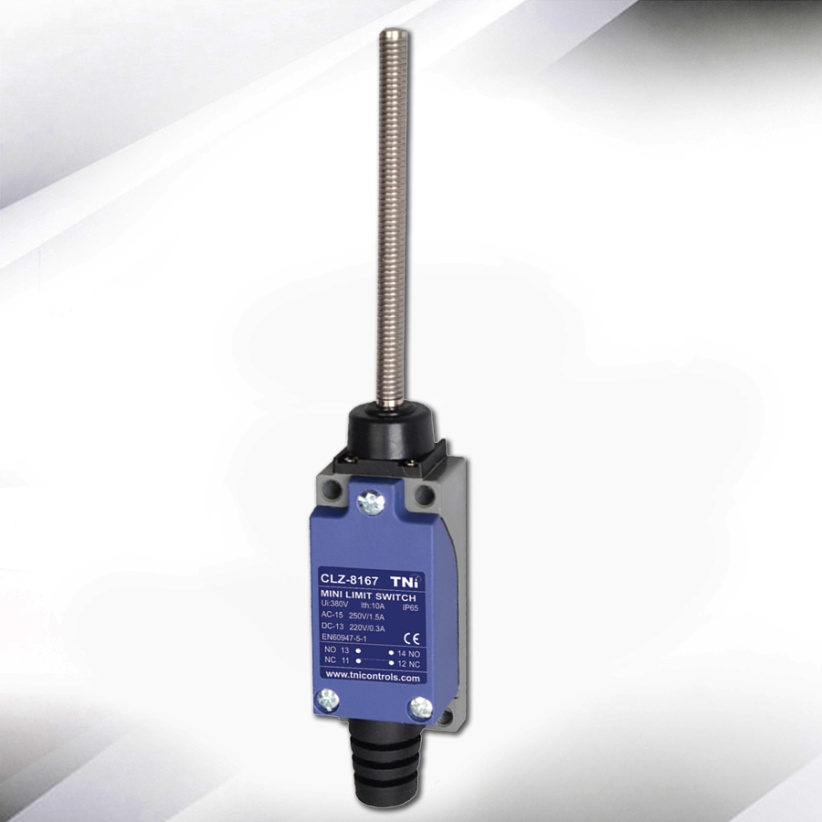 CLZ-8167 TNi
MINI LIMIT SWITCH
Ui:380V Ith:10A IP65
AC-15 250V/1.5A
DC-13 220V/0.3A
EN60947-5-1 CE
NO 13 14 NO
NC 11 12 NC
www.tnicontrols.com